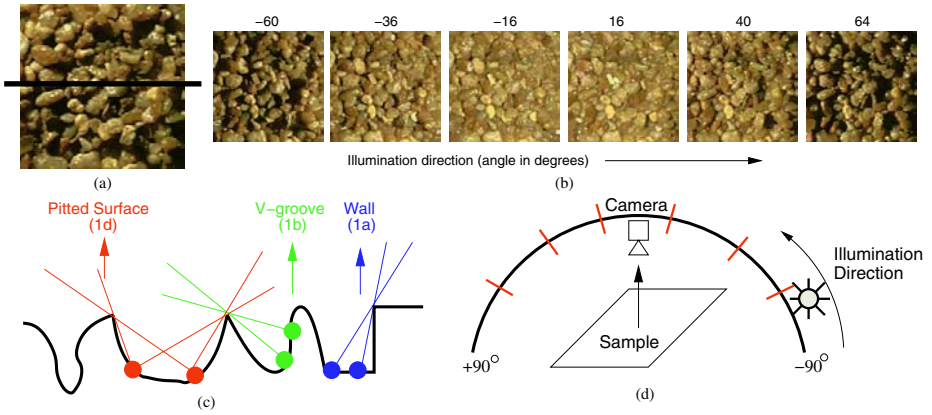 −60 −36 −16 16 40 64
Illumination direction (angle in degrees)
(a)
(b)
Pitted Surface
(1d)
V−groove
(1b)
Wall
(1a)
(c)
Camera
Illumination
Direction
Sample
+90°
−90°
(d)